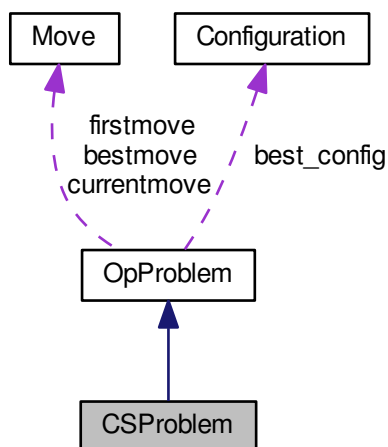 Move
Configuration
firstmove
bestmove
currentmove
best_config
OpProblem
CSProblem